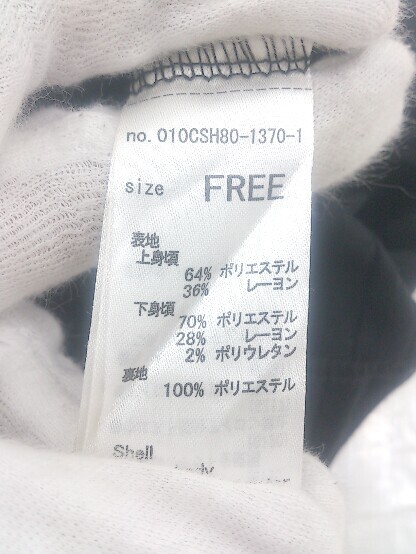 no. 010CSH80-1370-1
size FREE
表地
上身頃
64% ポリエステル
36% レーヨン
下身頃
70% ポリエステル
28% レーヨン
2% ポリウレタン
裏地
100% ポリエステル
Shell